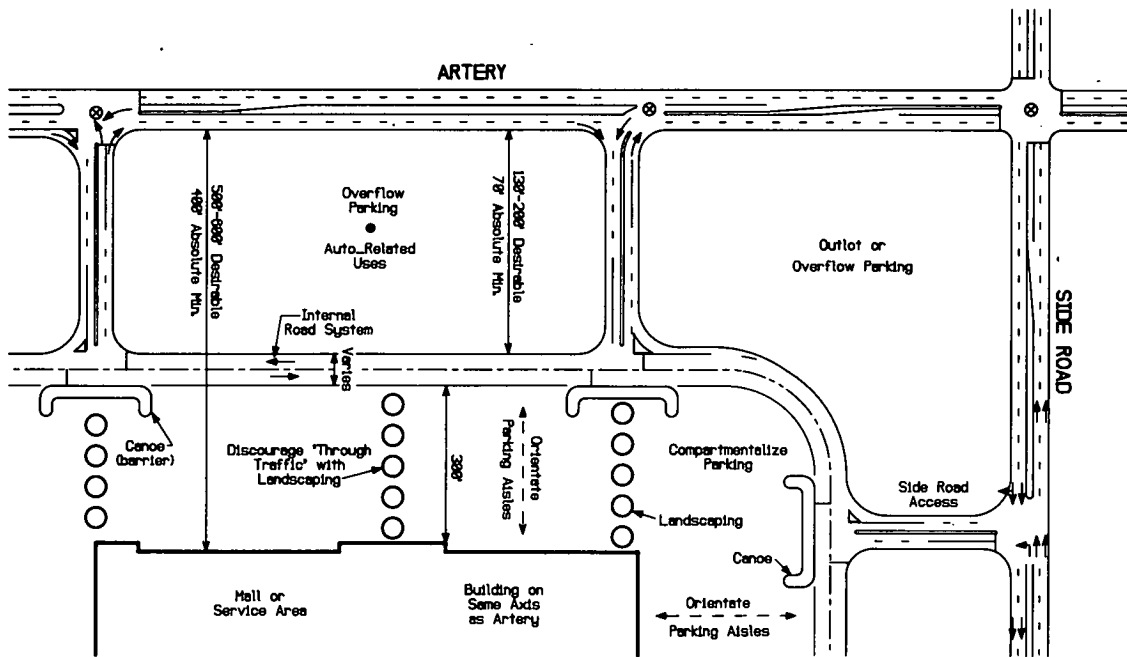 ARTERY
500'-600' Desirable
400' Absolute Min.
Overflow
Parking
Auto_Related
Uses
130'-200' Desirable
70' Absolute Min.
Outlot or
Overflow Parking
SIDE ROAD
Internal
Road System
Varies
Canoe
(barrier)
Discourage "Through
Traffic" with
Landscaping
300'
Orientate
Parking Aisles
Compartmentalize
Parking
Landscaping
Side Road
Access
Canoe
Mall or
Service Area
Building on
Same Axis
as Artery
Orientate
Parking Aisles